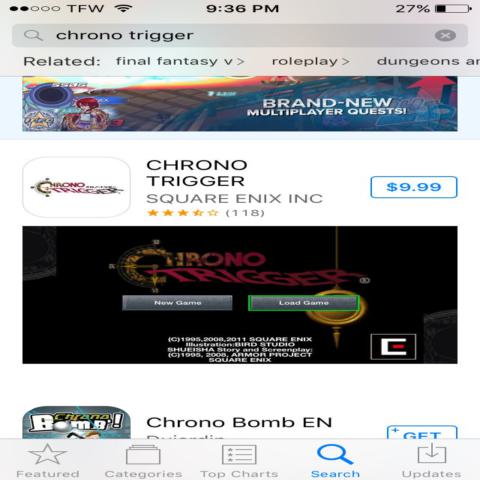 TFW 9:36 PM 27%
chrono trigger
Related: final fantasy v > roleplay > dungeons ar
BRAND-NEW
MULTIPLAYER QUESTS!
CHRONO
TRIGGER
SQUARE ENIX INC
(118)
$9.99
CHRONO
TRIGGER
CHRONO
TRIGGER
New Game Load Game
(C)1995,2008,2011 SQUARE ENIX
Illustration:BIRD STUDIO
SHUEISHA Story and Screenplay:
(C)1995, 2008, ARMOR PROJECT
SQUARE ENIX
Chrono
Bomb!
Chrono Bomb EN
+GET
Featured Categories Top Charts Search Updates